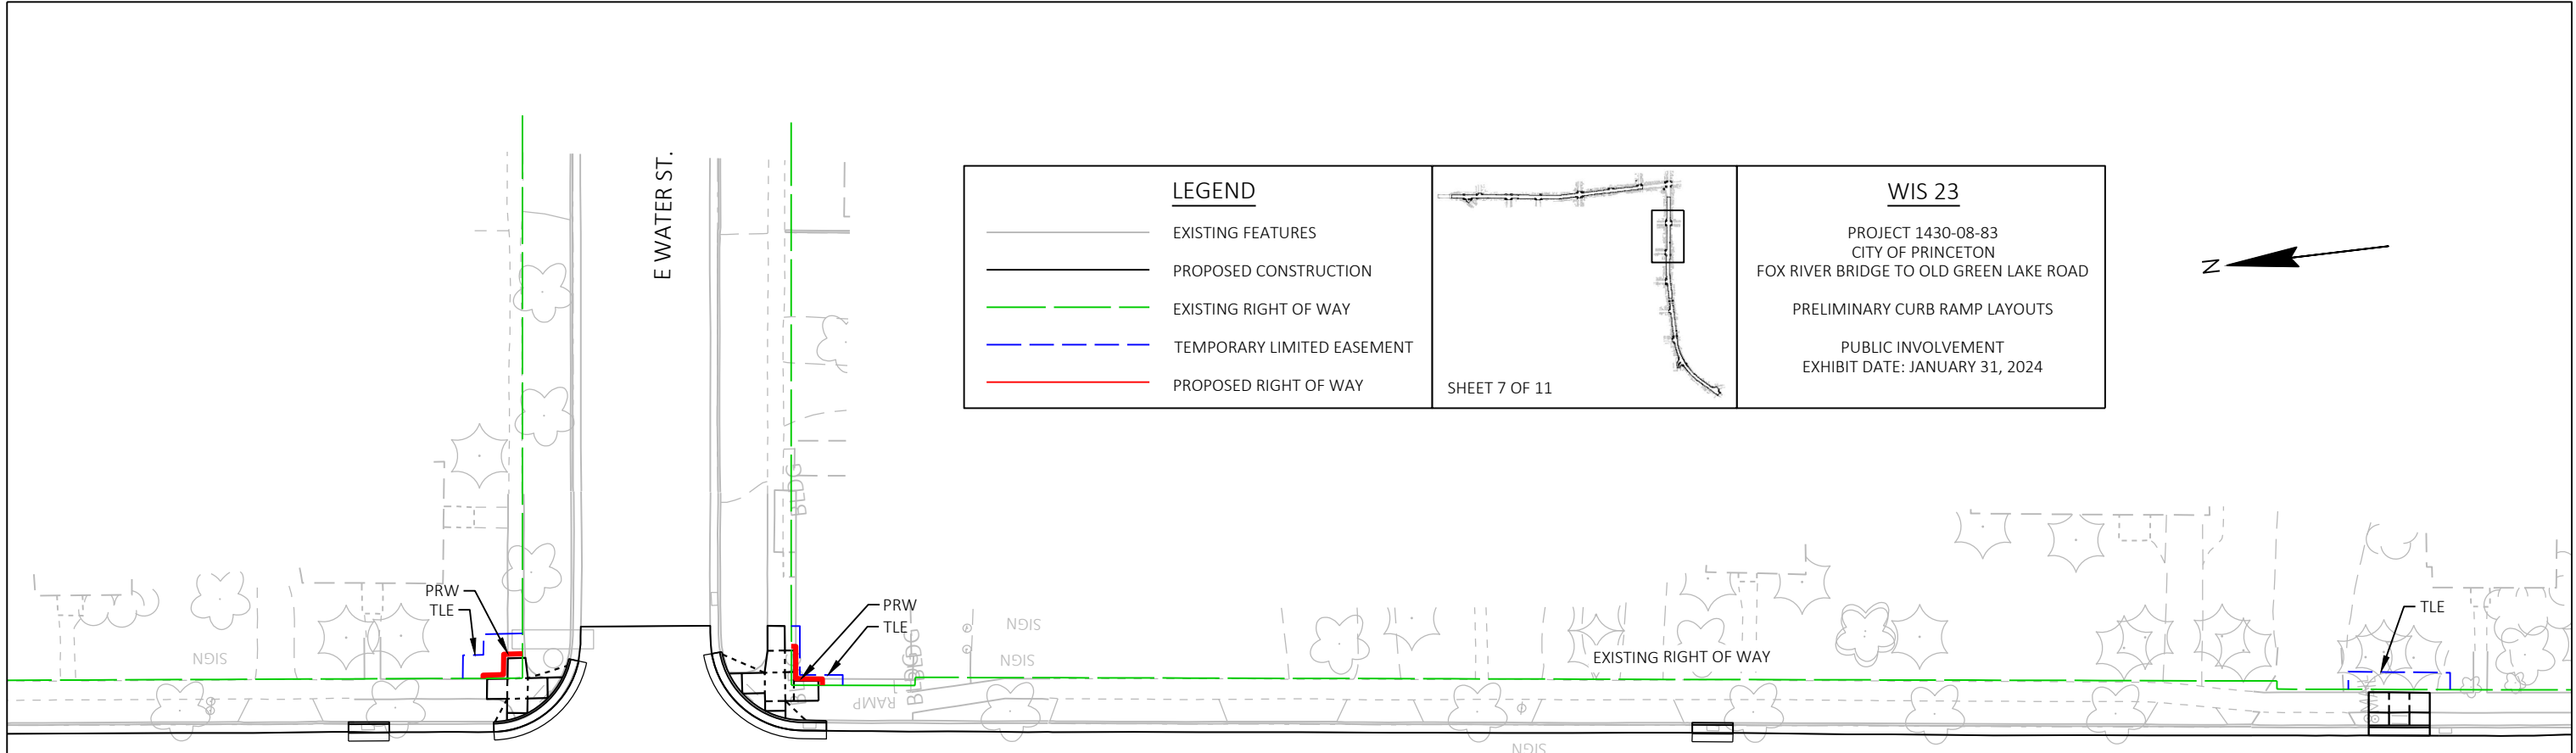 E WATER ST.
LEGEND
EXISTING FEATURES
PROPOSED CONSTRUCTION
EXISTING RIGHT OF WAY
TEMPORARY LIMITED EASEMENT
PROPOSED RIGHT OF WAY
SHEET 7 OF 11
WIS 23
PROJECT 1430-08-83
CITY OF PRINCETON
FOX RIVER BRIDGE TO OLD GREEN LAKE ROAD
PRELIMINARY CURB RAMP LAYOUTS
PUBLIC INVOLVEMENT
EXHIBIT DATE: JANUARY 31, 2024
N
BLDG
PRW
TLE
PRW
TLE
TLE
SIGN
SIGN
SIGN
EXISTING RIGHT OF WAY
RAMP
BLDG
SIGN